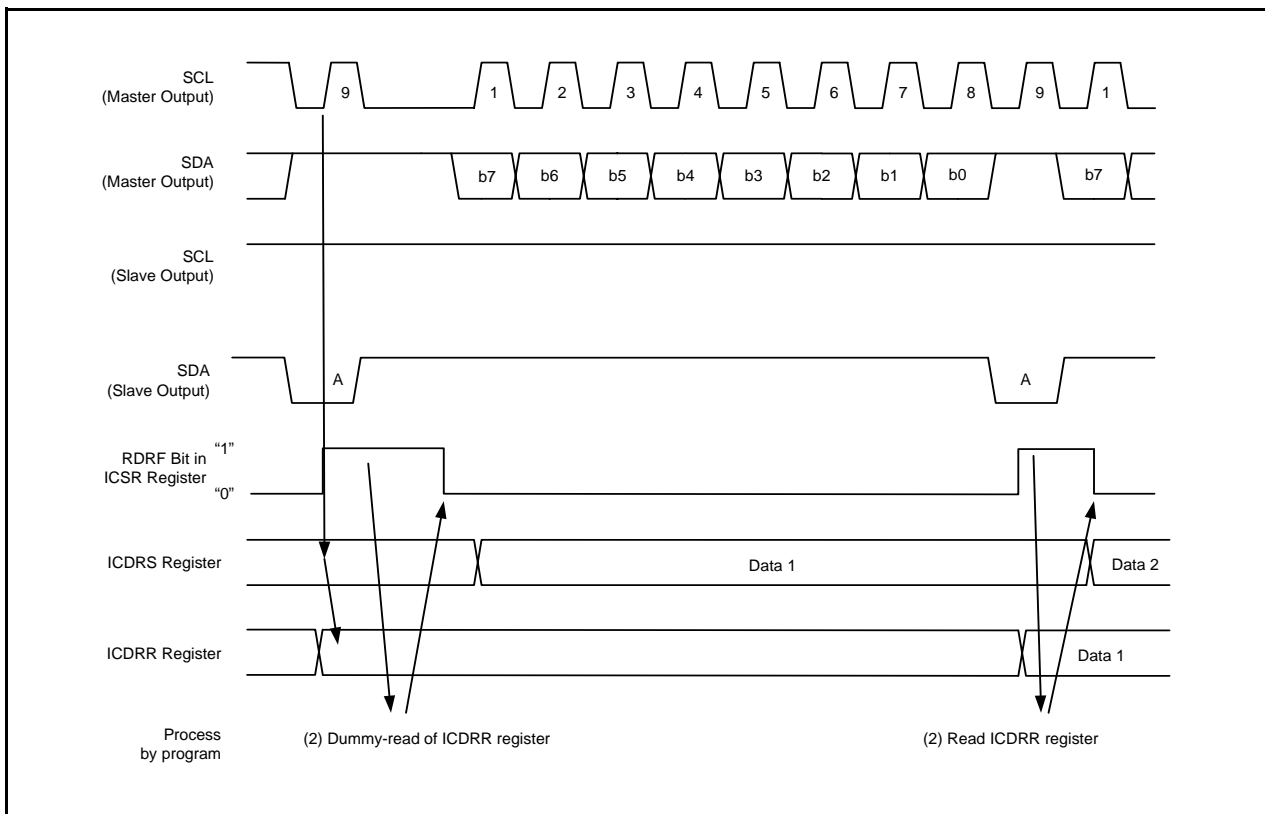 SCL
(Master Output)
9 1 2 3 4 5 6 7 8 9 1
SDA
(Master Output)
b7 b6 b5 b4 b3 b2 b1 b0 b7
SCL
(Slave Output)
SDA
(Slave Output)
A A
RDRF Bit in
ICSR Register
“1”
“0”
ICDRS Register
Data 1 Data 2
ICDRR Register
Data 1
Process
by program
(2) Dummy-read of ICDRR register (2) Read ICDRR register